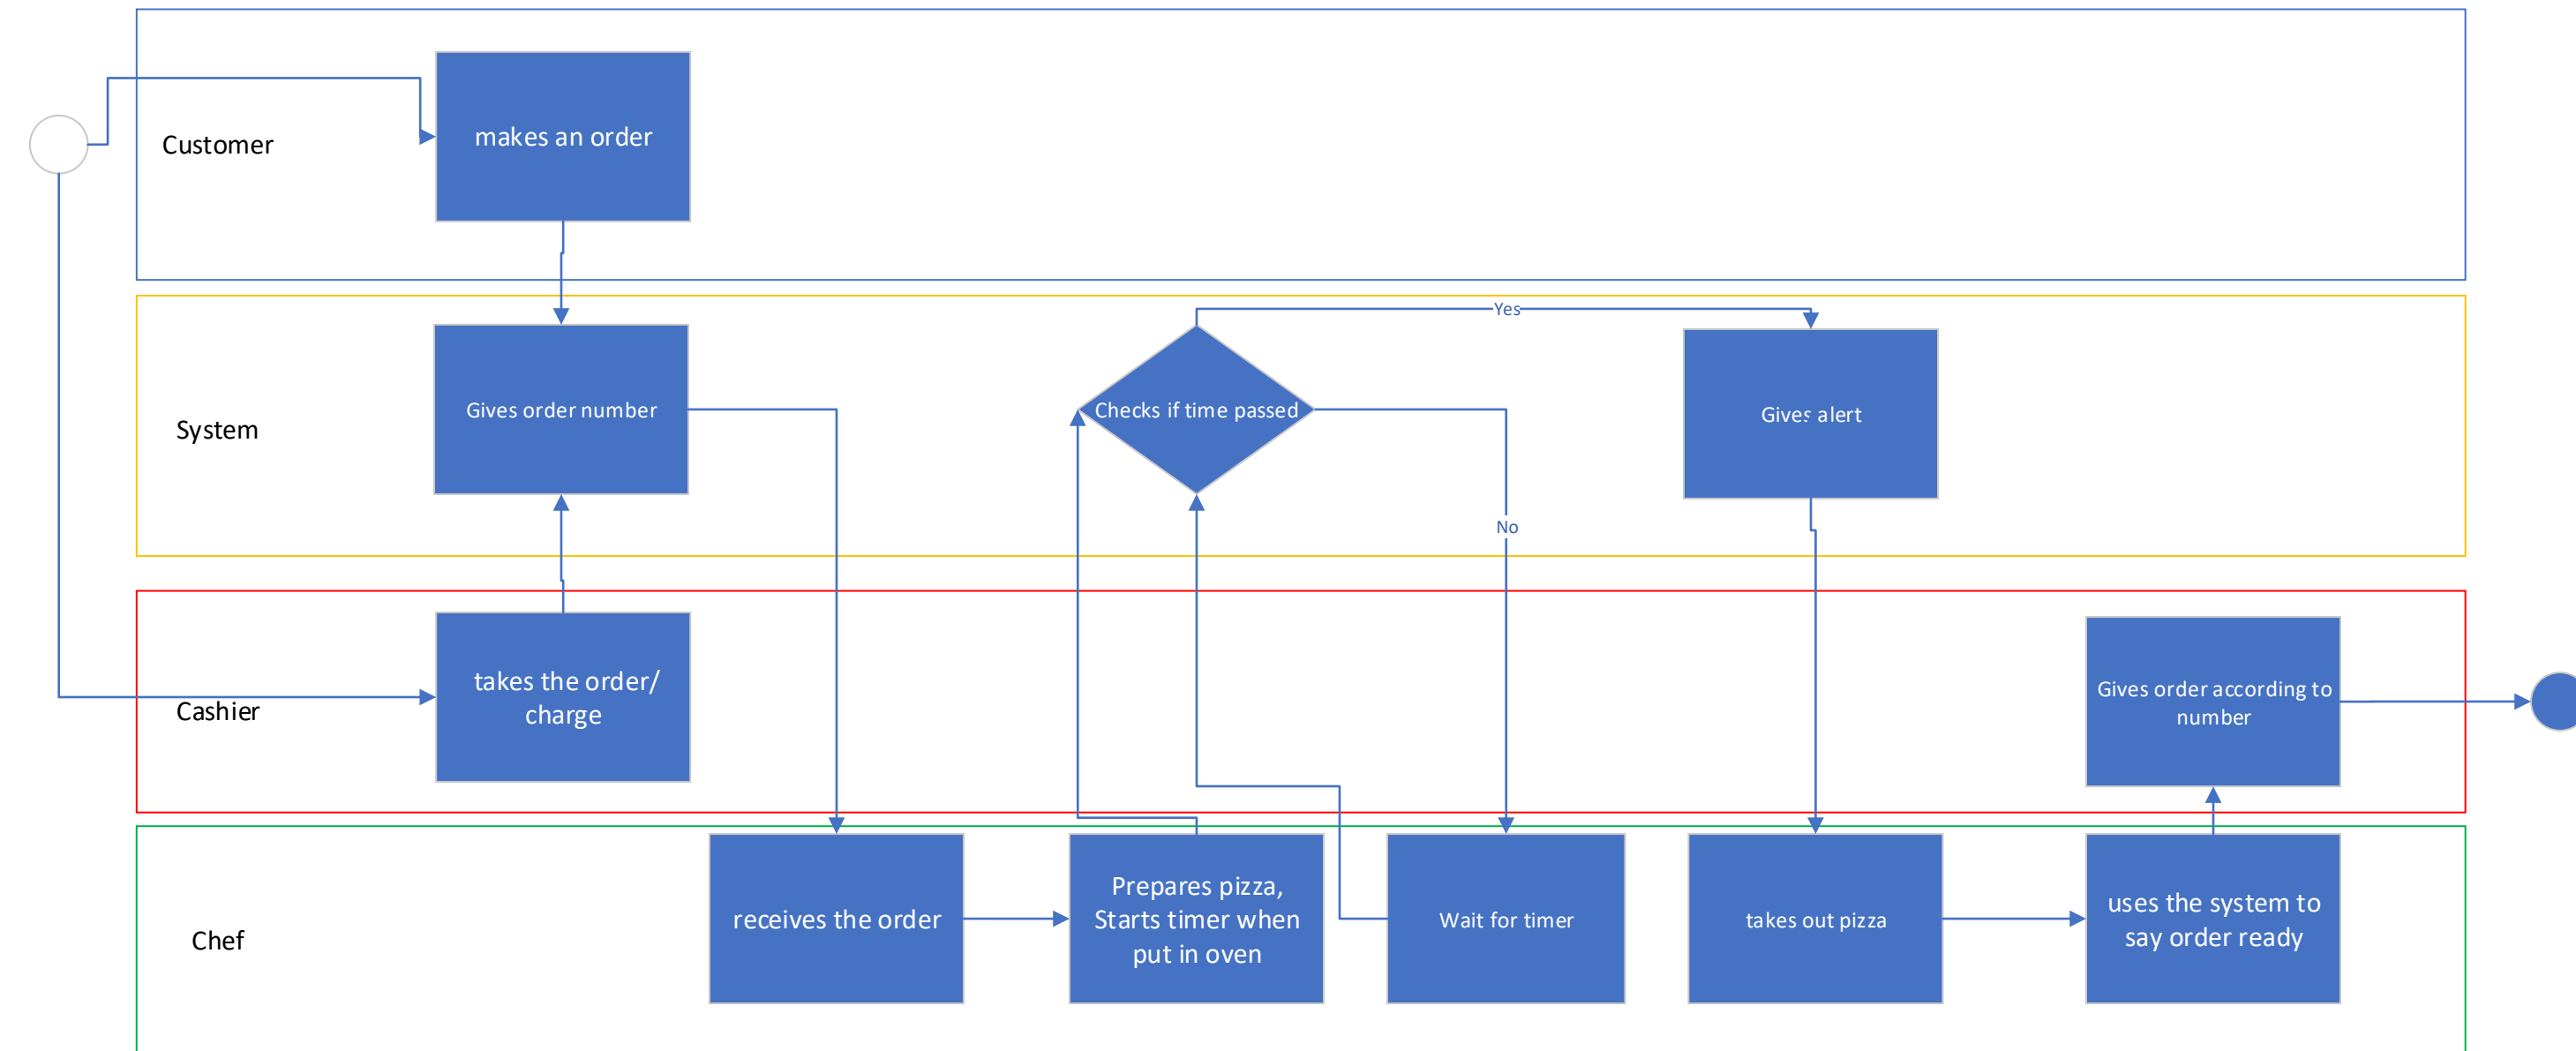 Customer
makes an order
System
Gives order number
Checks if time passed
Yes
No
Gives alert
Cashier
takes the order/
charge
Gives order according to
number
Chef
receives the order
Prepares pizza,
Starts timer when
put in oven
Wait for timer
takes out pizza
uses the system to
say order ready